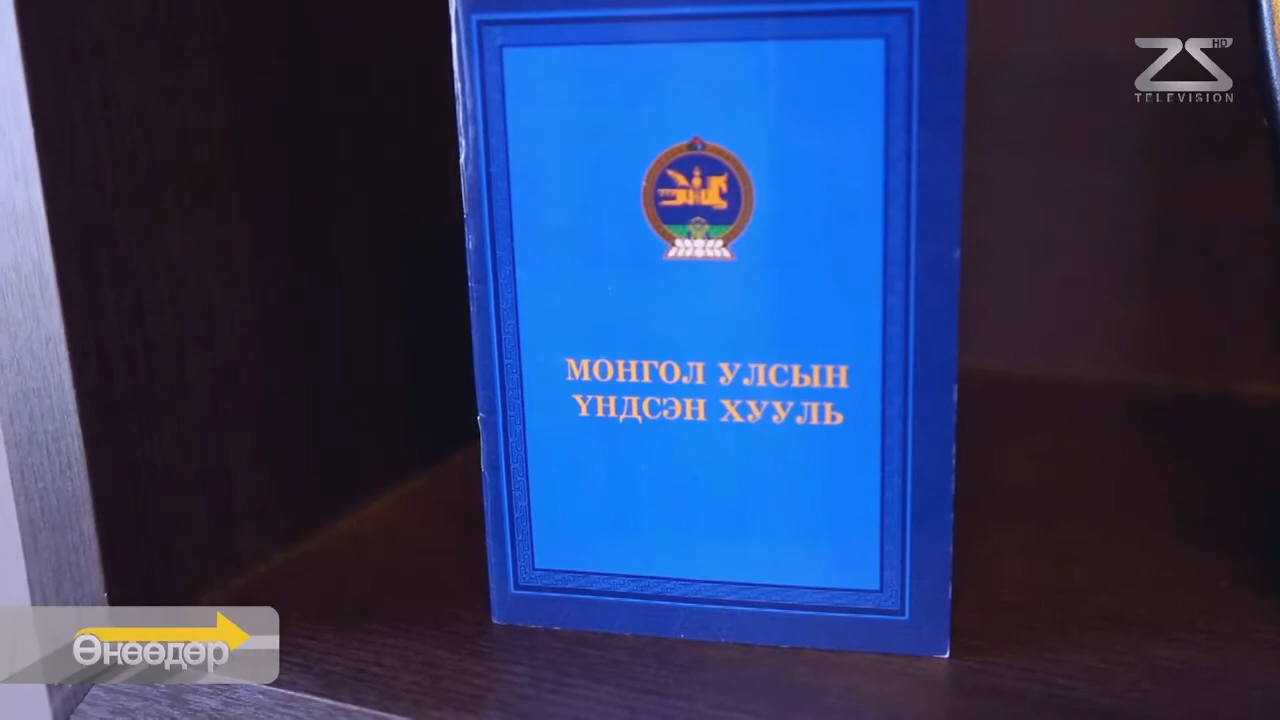 ZS HD
TELEVISION
МОНГОЛ УЛСЫН
ҮНДСЭН ХУУЛЬ
Өнөөдөр